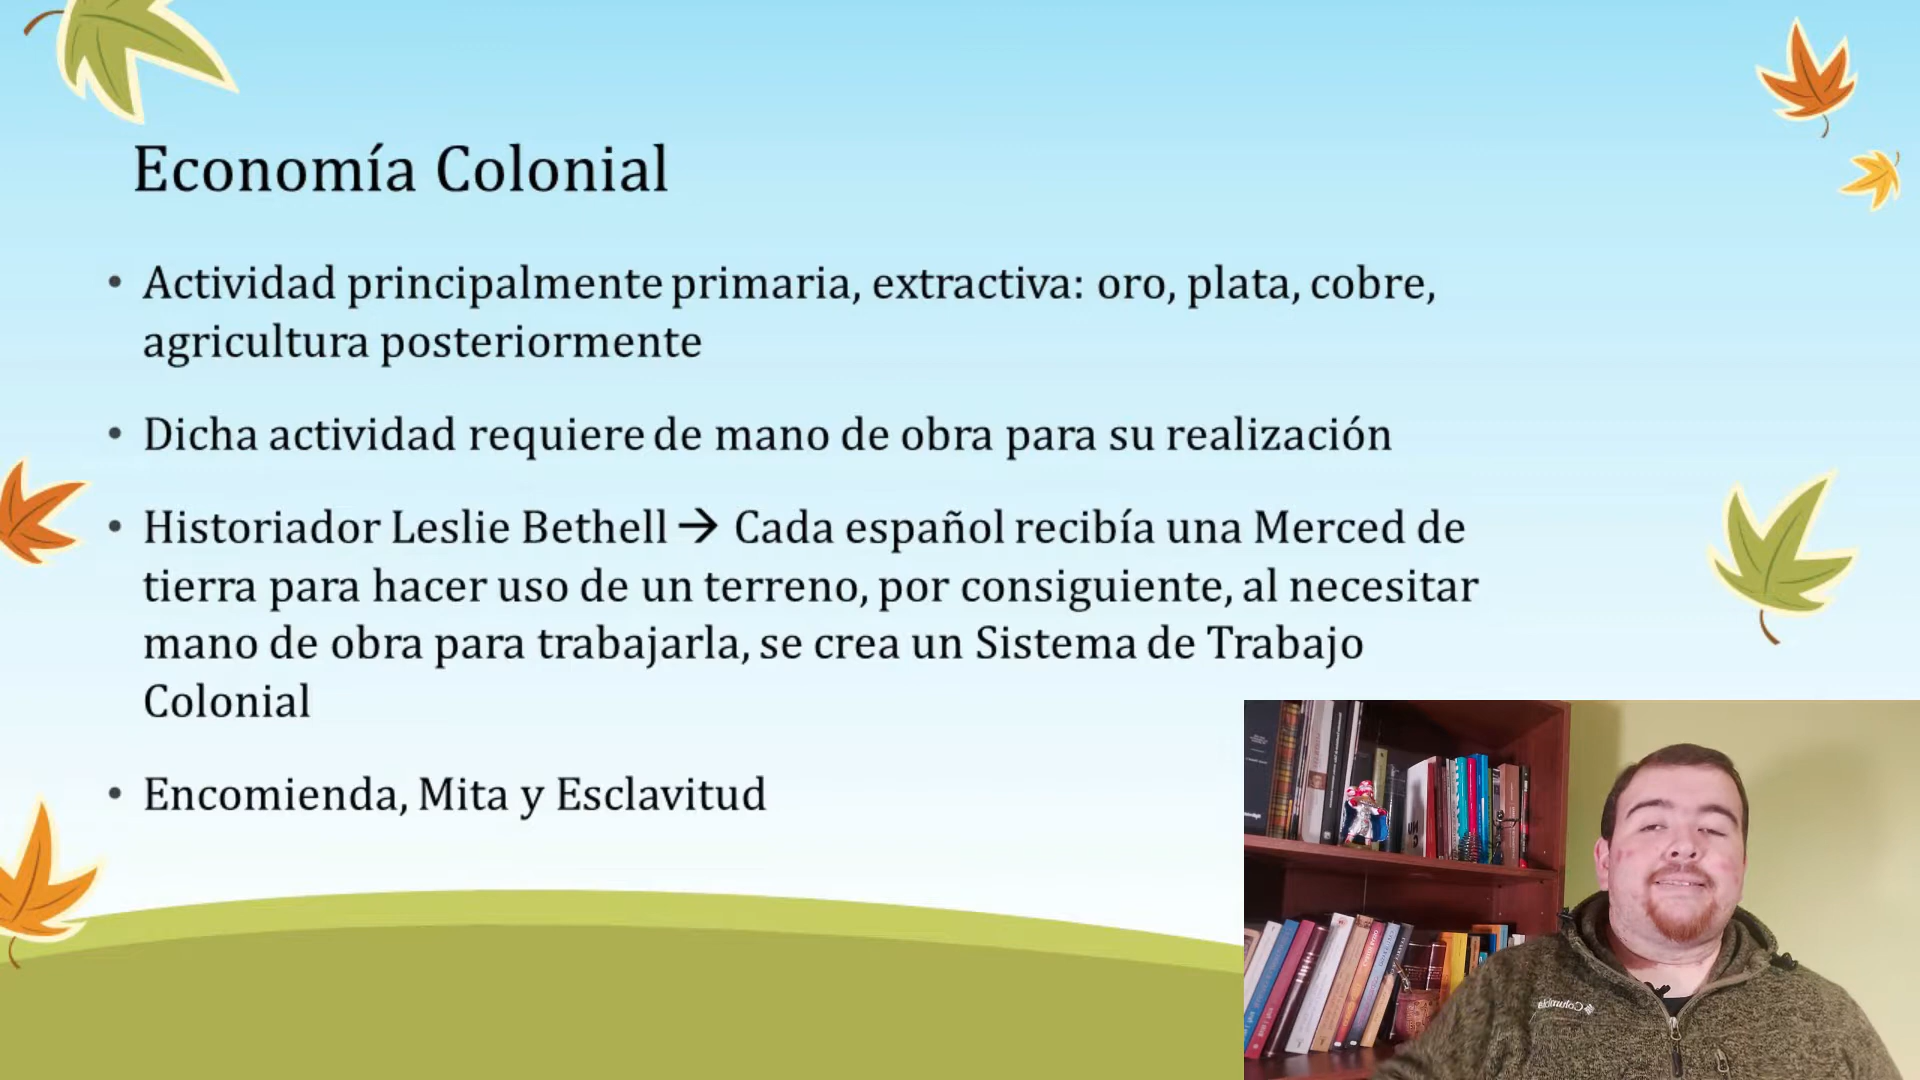 Economía Colonial
• Actividad principalmente primaria, extractiva: oro, plata, cobre,
agricultura posteriormente
• Dicha actividad requiere de mano de obra para su realización
• Historiador Leslie Bethell → Cada español recibía una Merced de
tierra para hacer uso de un terreno, por consiguiente, al necesitar
mano de obra para trabajarla, se crea un Sistema de Trabajo
Colonial
• Encomienda, Mita y Esclavitud
Columbia